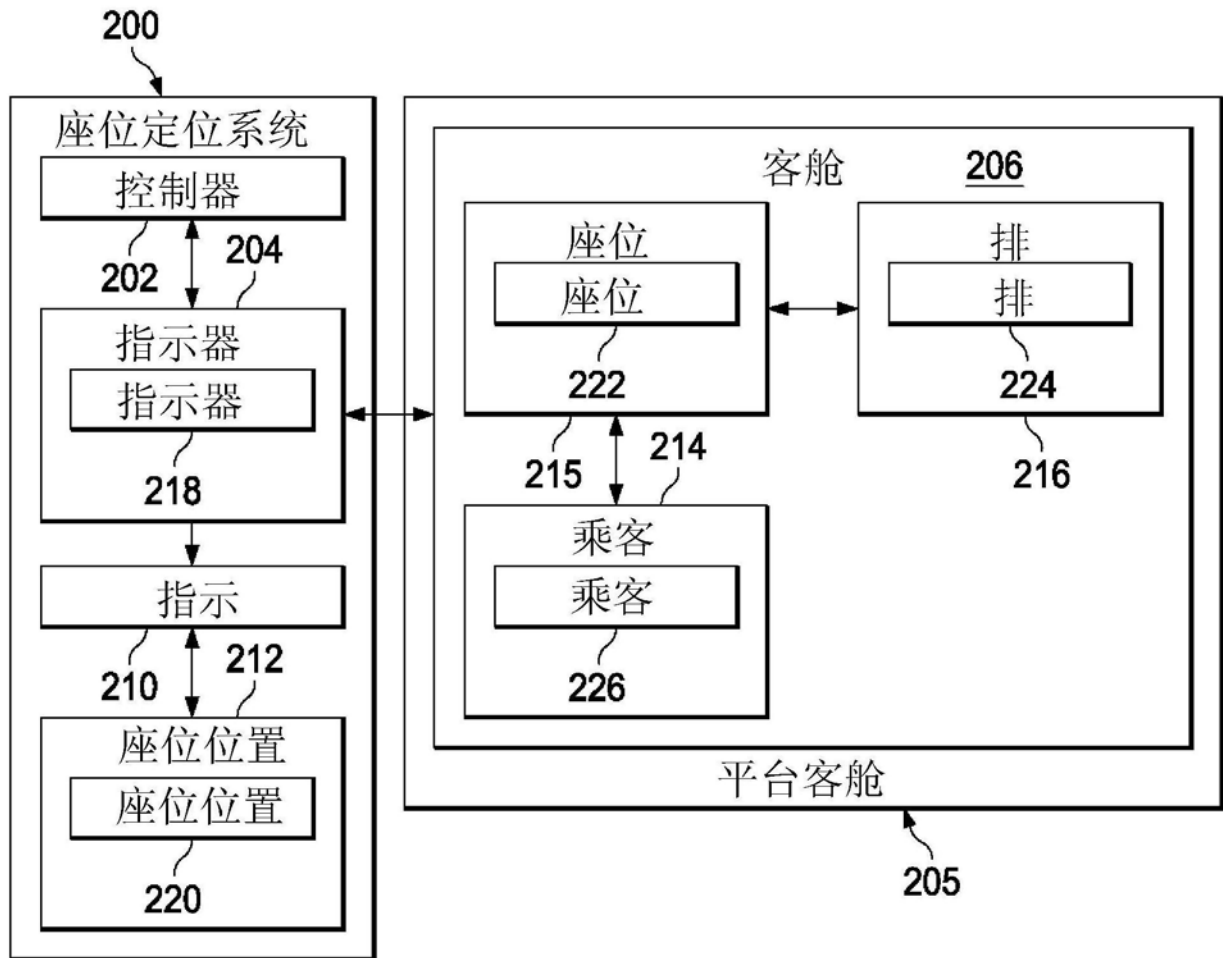 200
座位定位系统
控制器
202
204
指示器
指示器
218
指示
210
212
座位位置
座位位置
220
客舱
206
座位
座位
222
215
排
排
224
216
214
乘客
乘客
226
平台客舱
205